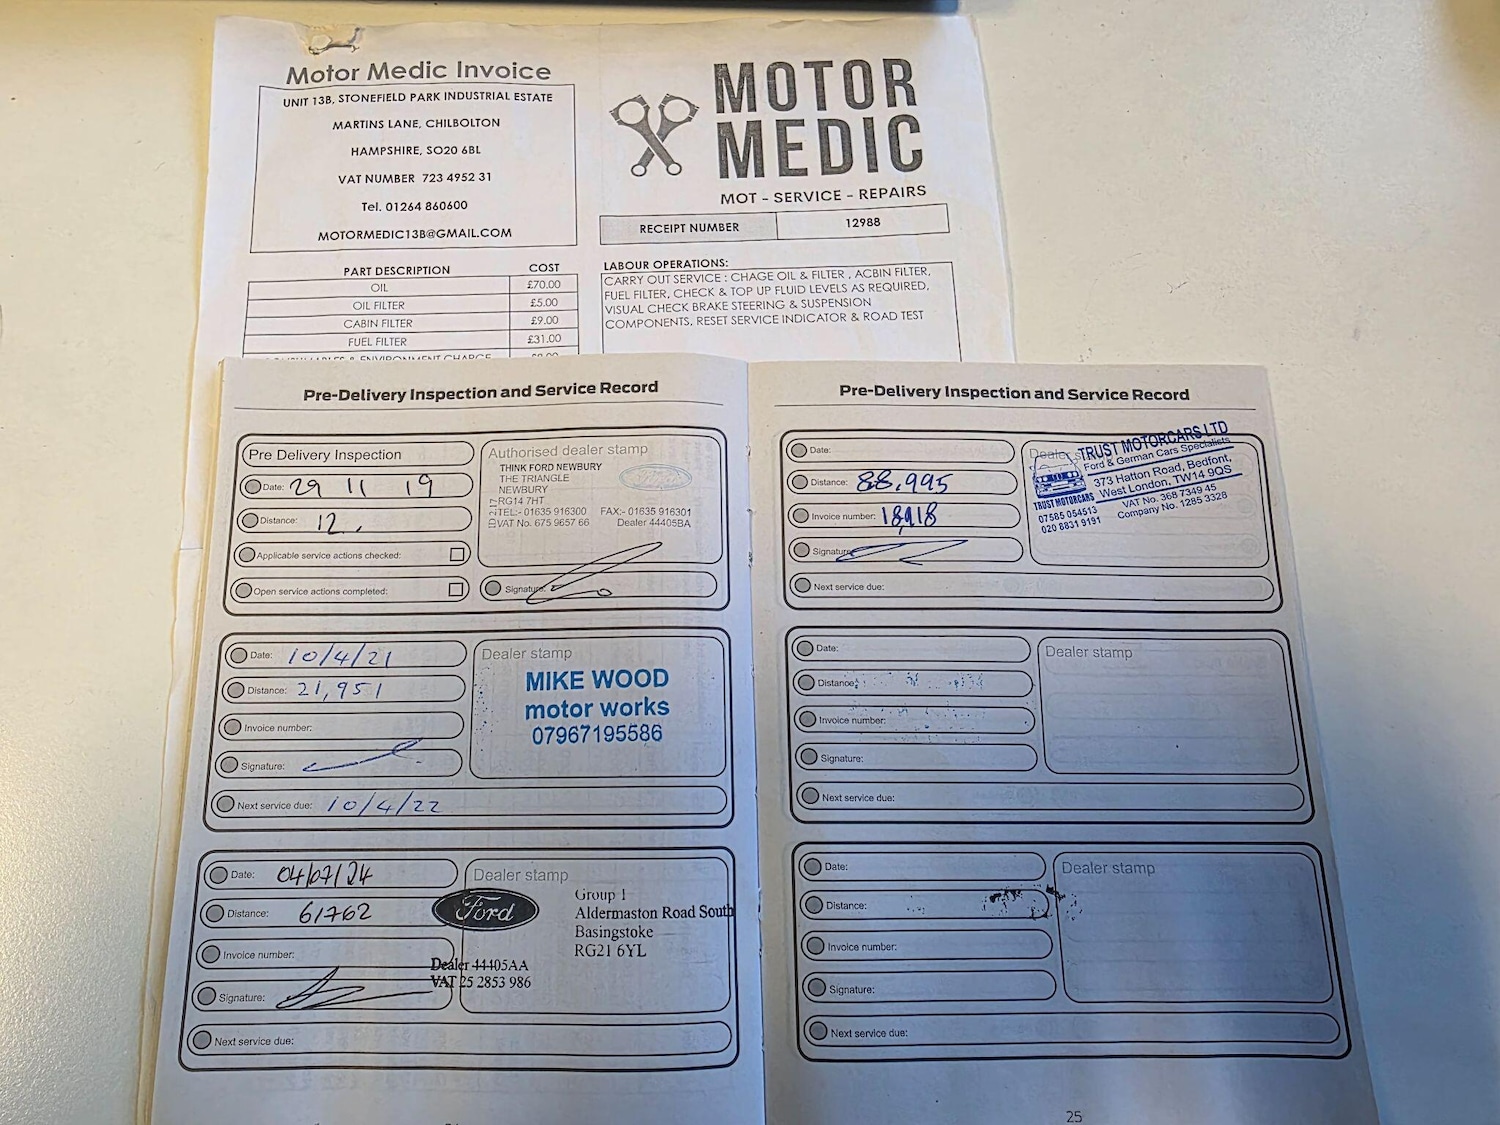 Motor Medic Invoice
UNIT 13B, STONEFIELD PARK INDUSTRIAL ESTATE
MARTINS LANE, CHILBOLTON
HAMPSHIRE, SO20 6BL
VAT NUMBER 723 4952 31
Tel. 01264 860600
MOTORMEDIC13B@GMAIL.COM
MOTOR
MEDIC
MOT - SERVICE - REPAIRS
RECEIPT NUMBER 12988
PART DESCRIPTION COST
OIL £70.00
OIL FILTER £5.00
CABIN FILTER £9.00
FUEL FILTER £31.00
& ENVIRONMENT CHARGE
LABOUR OPERATIONS:
CARRY OUT SERVICE : CHAGE OIL & FILTER , ACBIN FILTER,
FUEL FILTER, CHECK & TOP UP FLUID LEVELS AS REQUIRED,
VISUAL CHECK BRAKE STEERING & SUSPENSION
COMPONENTS, RESET SERVICE INDICATOR & ROAD TEST
Pre-Delivery Inspection and Service Record
Pre Delivery Inspection
Date: 29 11 19
Distance: 12.
Applicable service actions checked:
Open service actions completed:
Authorised dealer stamp
THINK FORD NEWBURY
THE TRIANGLE
NEWBURY
RG14 7HT
TEL:- 01635 916300 FAX:- 01635 916301
VAT No. 675 9657 66 Dealer 44405BA
Signature:
Date: 10/4/21
Distance: 21,951
Invoice number:
Signature:
Next service due: 10/4/22
Dealer stamp
MIKE WOOD
motor works
07967195586
Date: 04/07/24
Distance: 61762
Invoice number:
Signature:
Next service due:
Dealer stamp
Ford
Group 1
Aldermaston Road South
Basingstoke
RG21 6YL
Dealer 44405AA
VAT 25 2853 986
Pre-Delivery Inspection and Service Record
Date:
Distance: 88,995
Invoice number: 18918
Signature:
Next service due:
Dealer
TRUST MOTORCARS LTD
Ford & German Cars Specialists
373 Hatton Road, Bedfont,
West London, TW14 9QS
VAT No. 368 7349 45
Company No. 1285 3328
TRUST MOTORCARS
07585 054513
020 8831 9191
Date:
Distance:
Invoice number:
Signature:
Next service due:
Dealer stamp
Date:
Distance:
Invoice number:
Signature:
Next service due:
Dealer stamp
25